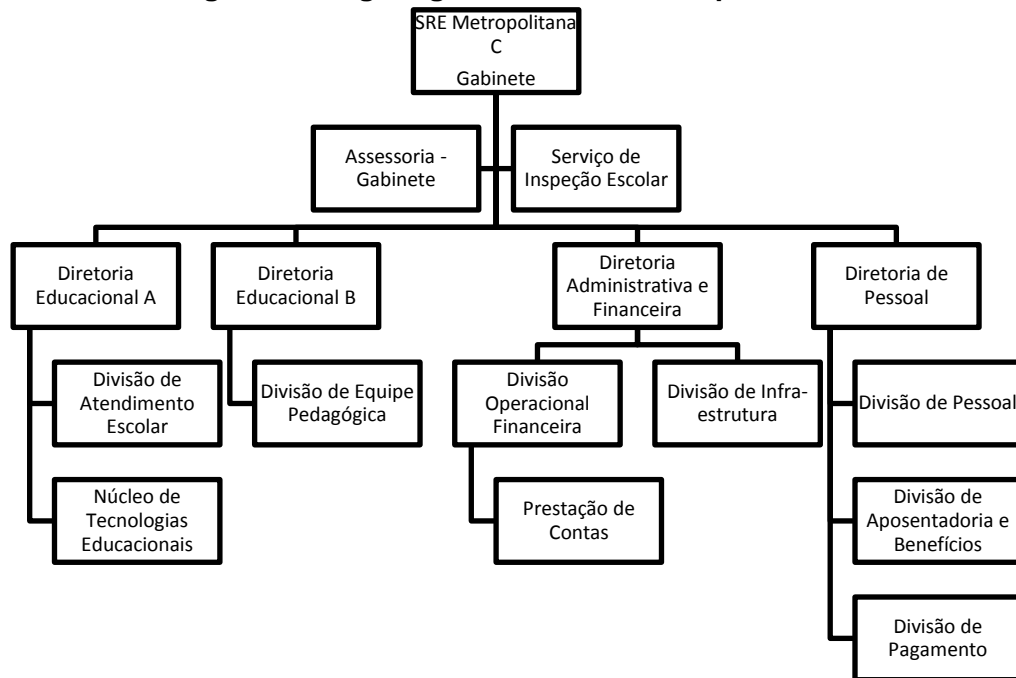 SRE Metropolitana
C
Gabinete
Assessoria -
Gabinete
Serviço de
Inspeção Escolar
Diretoria
Educacional A
Diretoria
Educacional B
Diretoria
Administrativa e
Financeira
Diretoria de
Pessoal
Divisão de
Atendimento
Escolar
Divisão de Equipe
Pedagógica
Divisão
Operacional
Financeira
Divisão de Infra-
estrutura
Divisão de Pessoal
Núcleo de
Tecnologias
Educacionais
Prestação de
Contas
Divisão de
Aposentadoria e
Benefícios
Divisão de
Pagamento